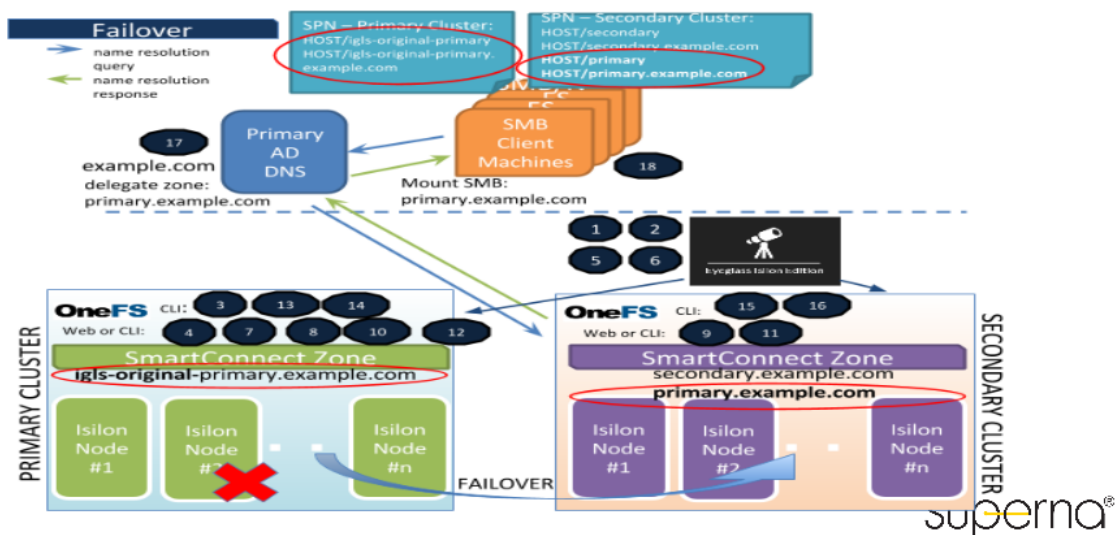 Failover
name resolution
query
name resolution
response
SPN – Primary Cluster:
HOST/igls-original-primary
HOST/igls-original-primary.
example.com
SPN – Secondary Cluster:
HOST/secondary
HOST/secondary.example.com
HOST/primary
HOST/primary.example.com
17
example.com
delegate zone:
primary.example.com
Primary
AD
DNS
SMB
Client
Machines
18
Mount SMB:
primary.example.com
1 2
5 6
Eyeglass Isilon Edition
PRIMARY CLUSTER
OneFS CLI: 3 13 14
Web or CLI: 4 7 8 10 12
SmartConnect Zone
igls-original-primary.example.com
Isilon
Node
#1
Isilon
Node
Isilon
Node
#n
FAILOVER
OneFS CLI: 15 16
Web or CLI: 9 11
SmartConnect Zone
secondary.example.com
primary.example.com
Isilon
Node
#1
Isilon
Node
#2
Isilon
Node
#n
SECONDARY CLUSTER
superna®